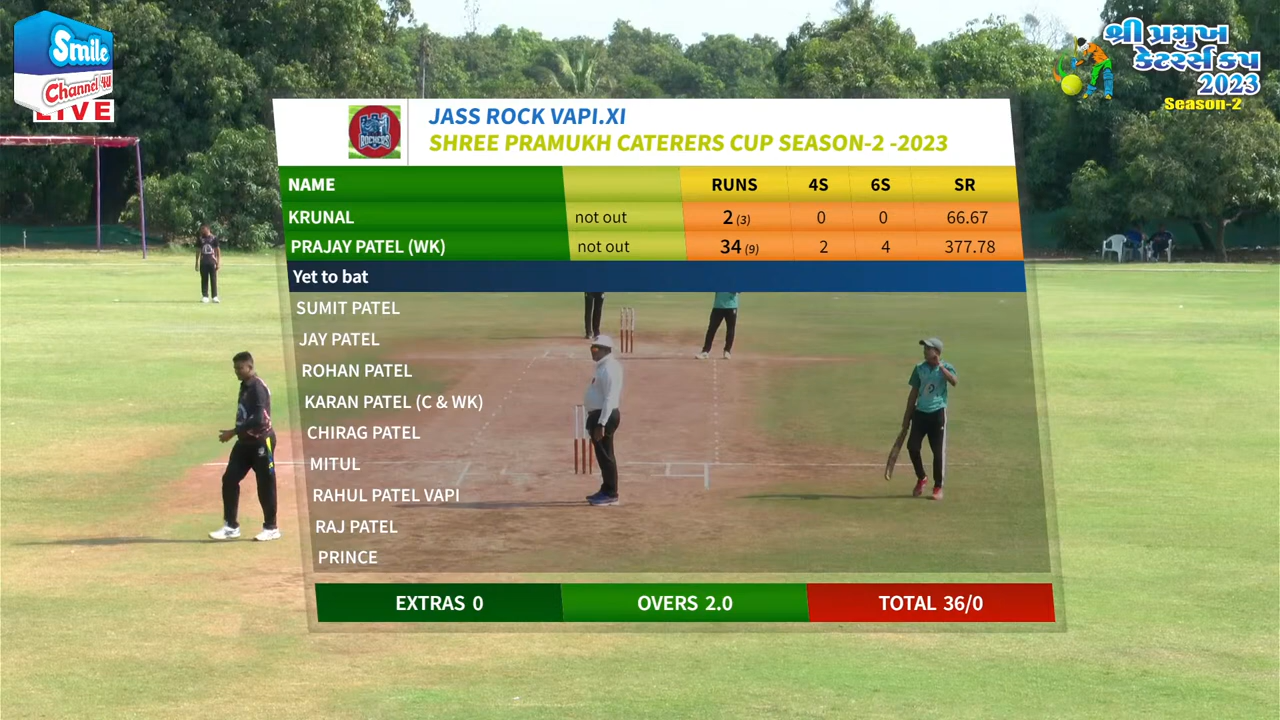 Smile
Channel 4U
LIVE
શ્રી પ્રમુખ
કેટરર્સ કપ
2023
Season-2
ROCKERS
JASS ROCK VAPI.XI
SHREE PRAMUKH CATERERS CUP SEASON-2 -2023
NAME RUNS 4S 6S SR
KRUNAL not out 2 (3) 0 0 66.67
PRAJAY PATEL (WK) not out 34 (9) 2 4 377.78
Yet to bat
SUMIT PATEL
JAY PATEL
ROHAN PATEL
KARAN PATEL (C & WK)
CHIRAG PATEL
MITUL
RAHUL PATEL VAPI
RAJ PATEL
PRINCE
EXTRAS 0 OVERS 2.0 TOTAL 36/0